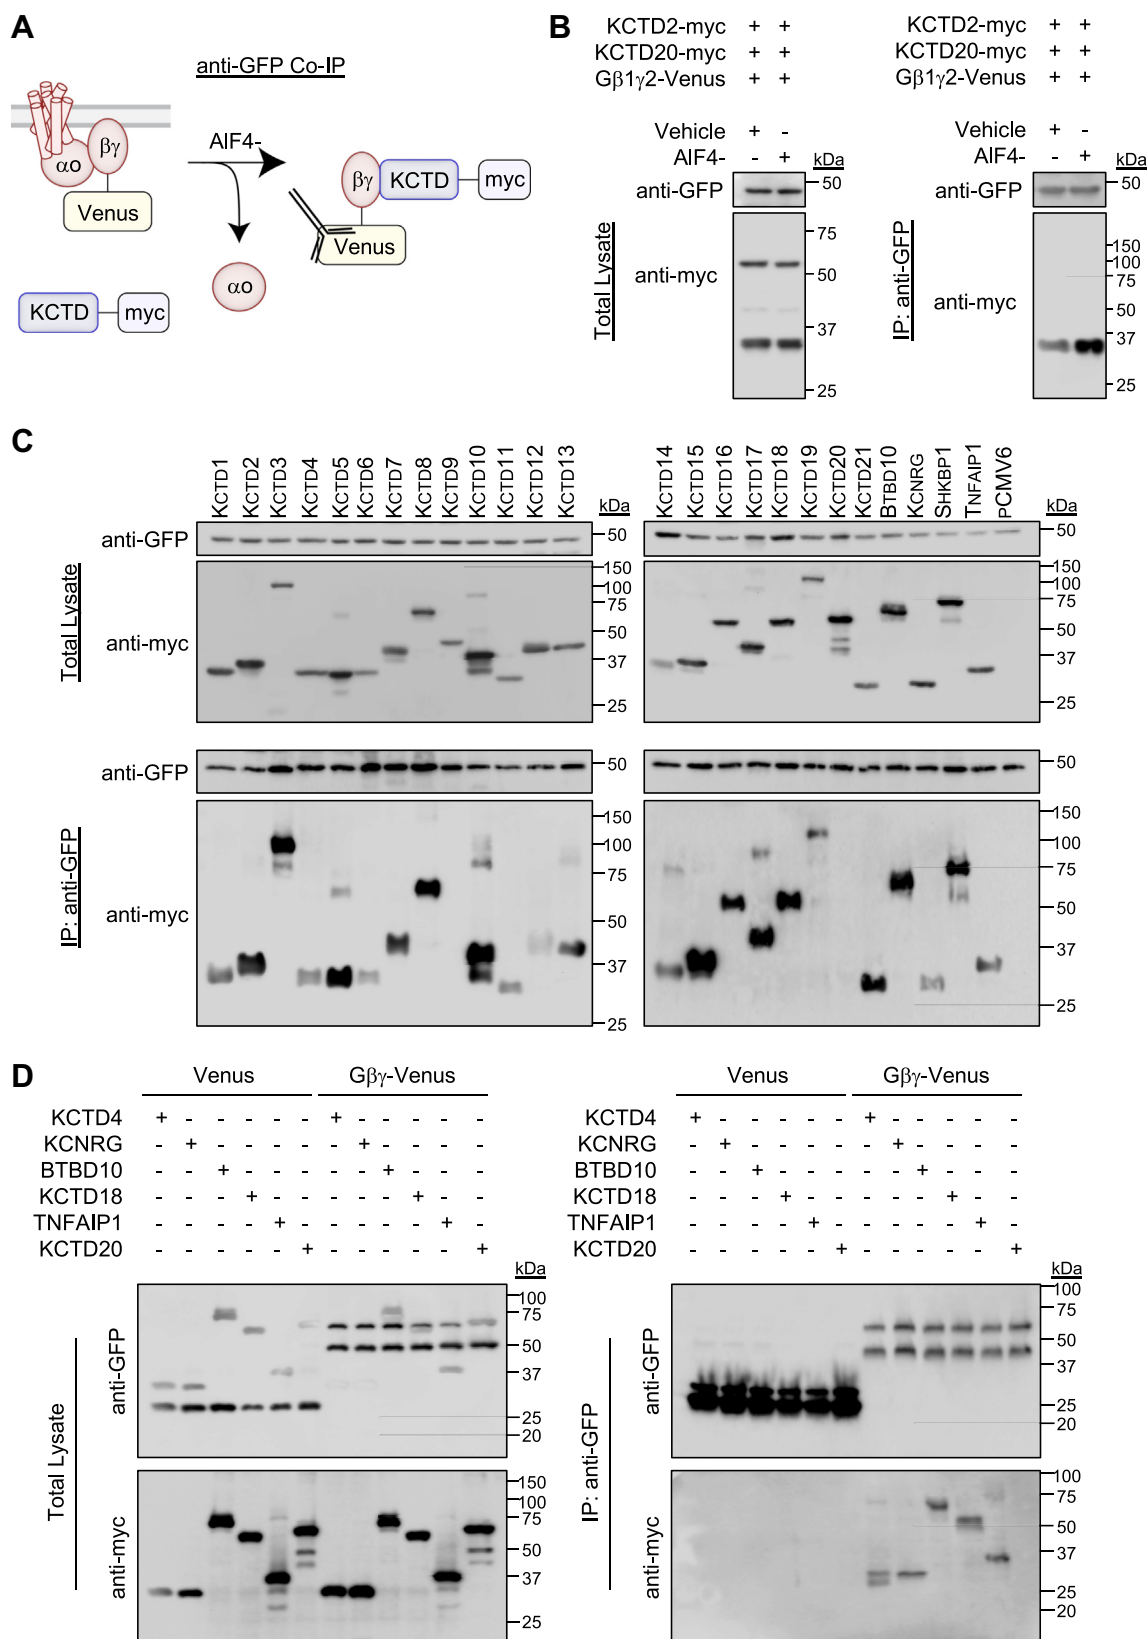 A
anti-GFP Co-IP
AlF4-
αo
βγ
Venus
αo
βγ
KCTD
myc
Venus
KCTD
myc
B
KCTD2-myc + +
KCTD20-myc + +
Gβ1γ2-Venus + +
Vehicle + -
AlF4- - +
kDa
anti-GFP
50
Total Lysate
anti-myc
75
50
37
25
KCTD2-myc + +
KCTD20-myc + +
Gβ1γ2-Venus + +
Vehicle + -
AlF4- - +
kDa
anti-GFP
50
IP: anti-GFP
anti-myc
150
100
75
50
37
25
C
KCTD1 KCTD2 KCTD3 KCTD4 KCTD5 KCTD6 KCTD7 KCTD8 KCTD9 KCTD10 KCTD11 KCTD12 KCTD13
kDa
KCTD14 KCTD15 KCTD16 KCTD17 KCTD18 KCTD19 KCTD20 KCTD21 BTBD10 KCNRG SHKBP1 TNFAIP1 PCMV6
kDa
Total Lysate
anti-GFP
50
50
anti-myc
150
100
75
50
37
25
150
100
75
50
37
25
IP: anti-GFP
anti-GFP
50
50
anti-myc
150
100
75
50
37
25
150
100
75
50
37
25
D
Venus Gβγ-Venus
KCTD4 + - - - - - + - - - - -
KCNRG - + - - - - - + - - - -
BTBD10 - - + - - - - - + - - -
KCTD18 - - - + - - - - - + - -
TNFAIP1 - - - - + - - - - - + -
KCTD20 - - - - - + - - - - - +
kDa
Total Lysate
anti-GFP
100
75
50
37
25
20
anti-myc
150
100
75
50
37
25
Venus Gβγ-Venus
KCTD4 + - - - - - + - - - - -
KCNRG - + - - - - - + - - - -
BTBD10 - - + - - - - - + - - -
KCTD18 - - - + - - - - - + - -
TNFAIP1 - - - - + - - - - - + -
KCTD20 - - - - - + - - - - - +
kDa
IP: anti-GFP
anti-GFP
100
75
50
37
25
20
anti-myc
100
75
50
37
25
20